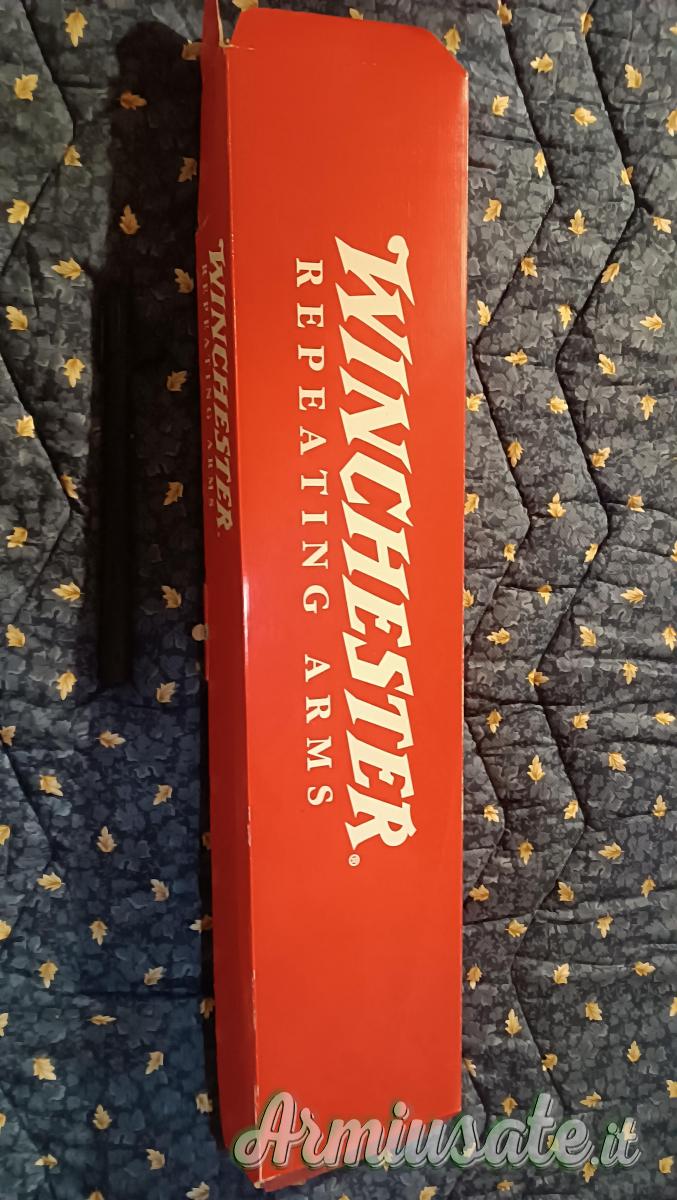 WINCHESTER®
REPEATING ARMS
WINCHESTER
REPEATING ARMS
Armiusate.it